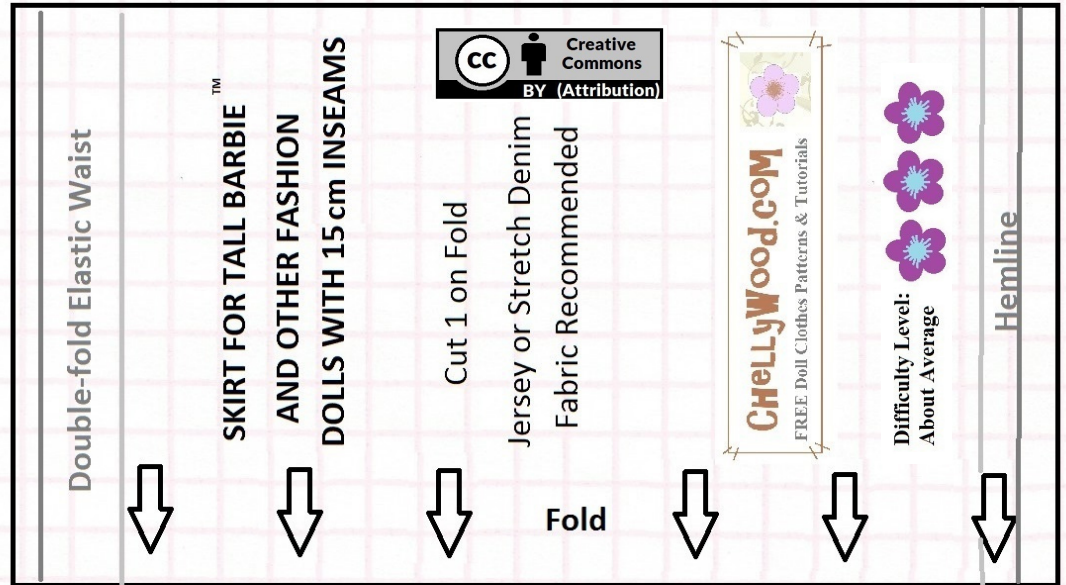 Double-fold Elastic Waist
SKIRT FOR TALL BARBIE™
AND OTHER FASHION
DOLLS WITH 15 cm INSEAMS
cc
Creative
Commons
BY (Attribution)
Cut 1 on Fold
Jersey or Stretch Denim
Fabric Recommended
CHeLLyWood.coM
FREE Doll Clothes Patterns & Tutorials
Difficulty Level:
About Average
Hemline
Fold